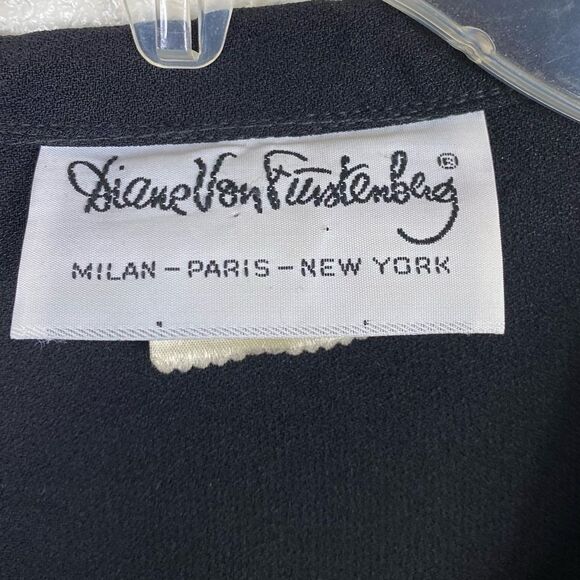 Diane Von Furstenberg ®
MILAN – PARIS – NEW YORK